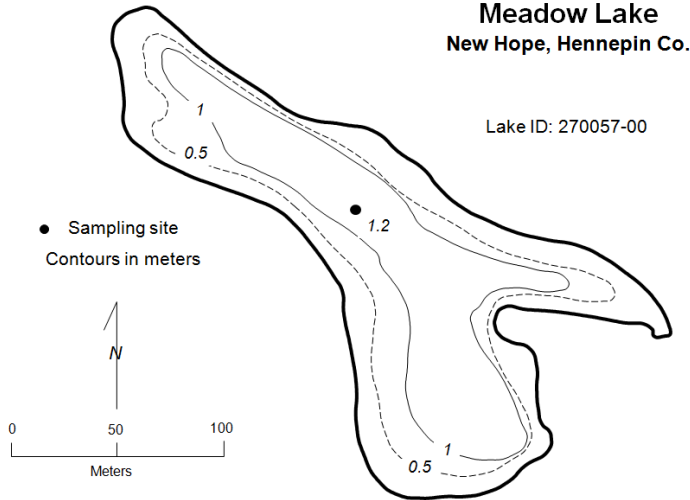 Meadow Lake
New Hope, Hennepin Co.
Lake ID: 270057-00
1
0.5
1.2
Sampling site
Contours in meters
N
0 50 100
Meters
1
0.5